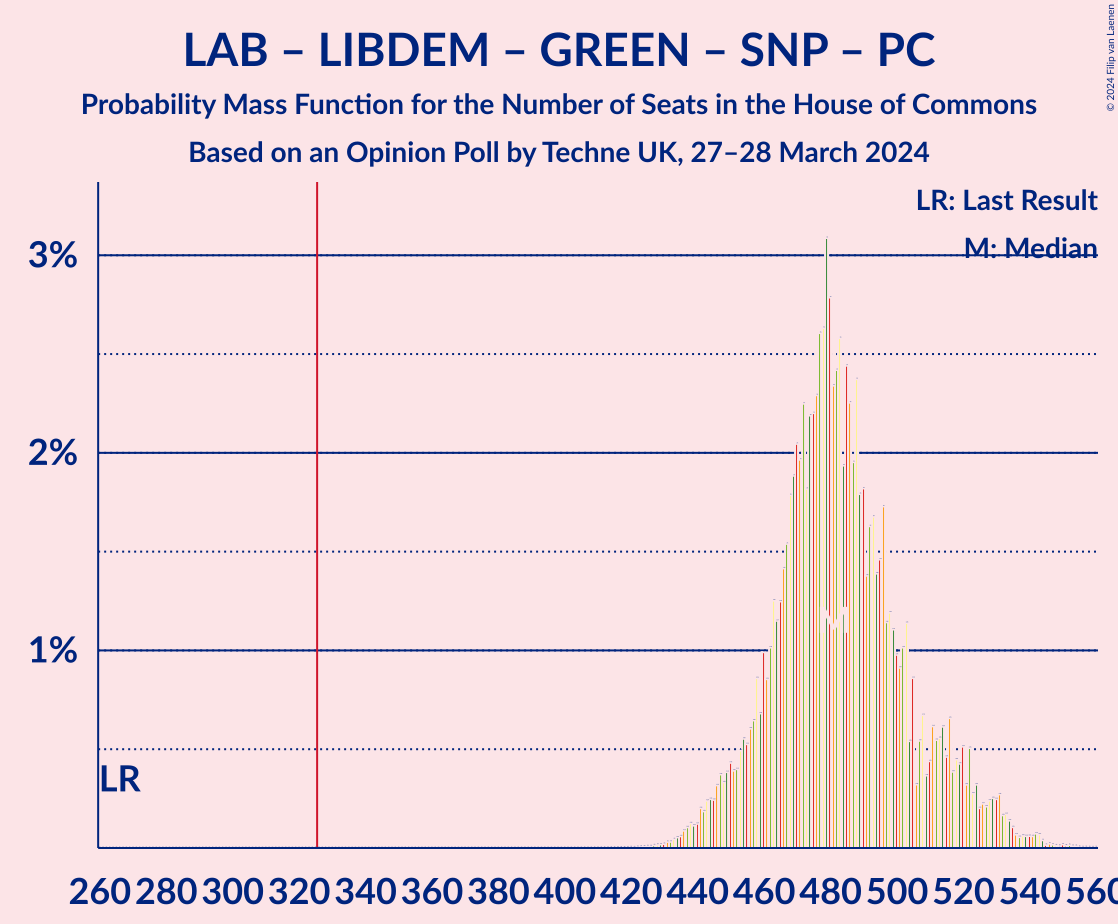 LAB – LIBDEM – GREEN – SNP – PC
Probability Mass Function for the Number of Seats in the House of Commons
Based on an Opinion Poll by Techne UK, 27–28 March 2024
© 2024 Filip van Laenen
LR: Last Result
M: Median
3%
2%
1%
LR
260 280 300 320 340 360 380 400 420 440 460 480 500 520 540 560